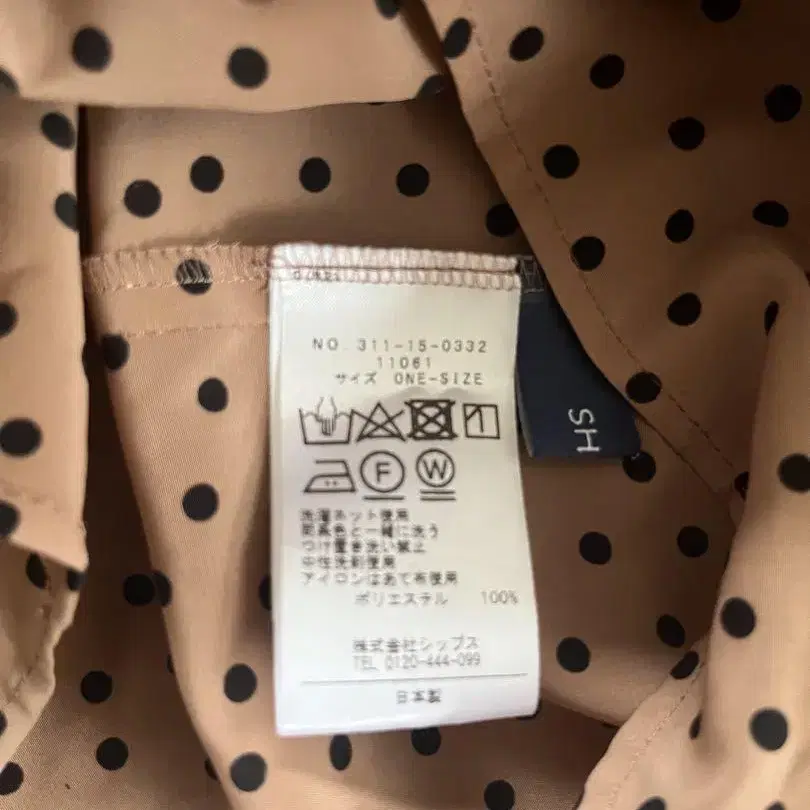 NO. 311-15-0332
11061
サイズ ONE-SIZE
F W
洗濯ネット使用
同系色と一緒に洗う
つけ置き洗い禁止
中性洗剤使用
アイロンはあて布使用
ポリエステル 100%
株式会社シップス
TEL 0120-444-099
日本製
SH